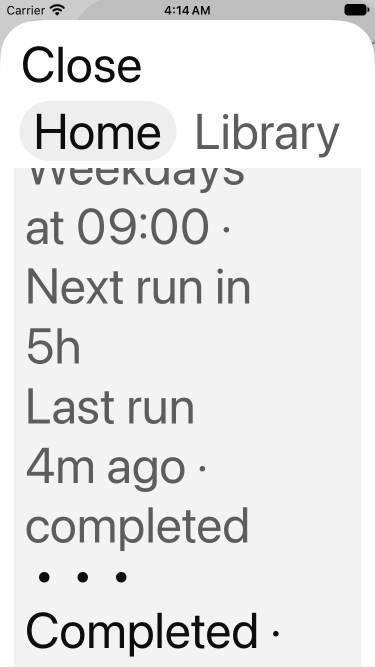 Carrier 4:14 AM
Close
Home Library
Weekdays
at 09:00 ·
Next run in
5h
Last run
4m ago ·
completed
• • •
Completed ·